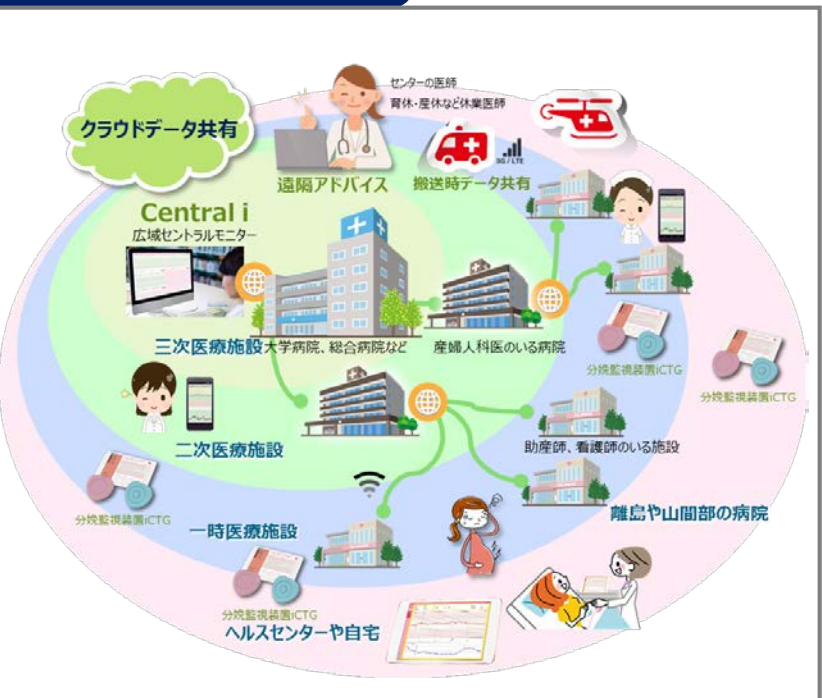 センターの医師
育休・産休など休業医師
クラウドデータ共有
3G / LTE
遠隔アドバイス
搬送時データ共有
Central i
広域セントラルモニター
三次医療施設
大学病院、総合病院など
産婦人科医のいる病院
分娩監視装置iCTG
分娩監視装置iCTG
二次医療施設
助産師、看護師のいる施設
分娩監視装置iCTG
一時医療施設
離島や山間部の病院
分娩監視装置iCTG
ヘルスセンターや自宅